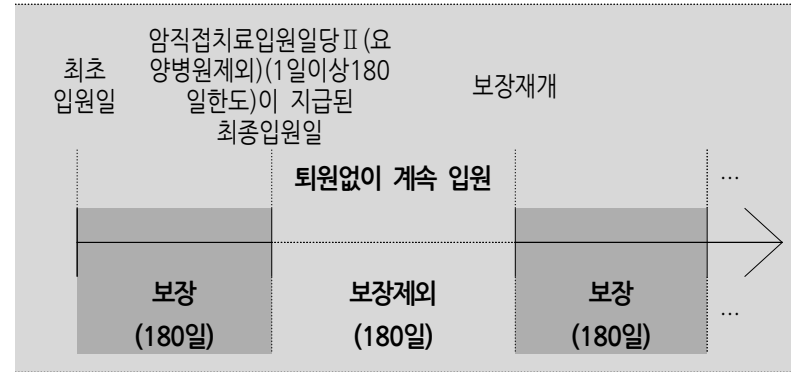 최초
입원일
암직접치료입원일당Ⅱ(요
양병원제외)(1일이상180
일한도)이 지급된
최종입원일
보장재개
퇴원없이 계속 입원
…
보장
(180일)
보장제외
(180일)
보장
(180일)
…